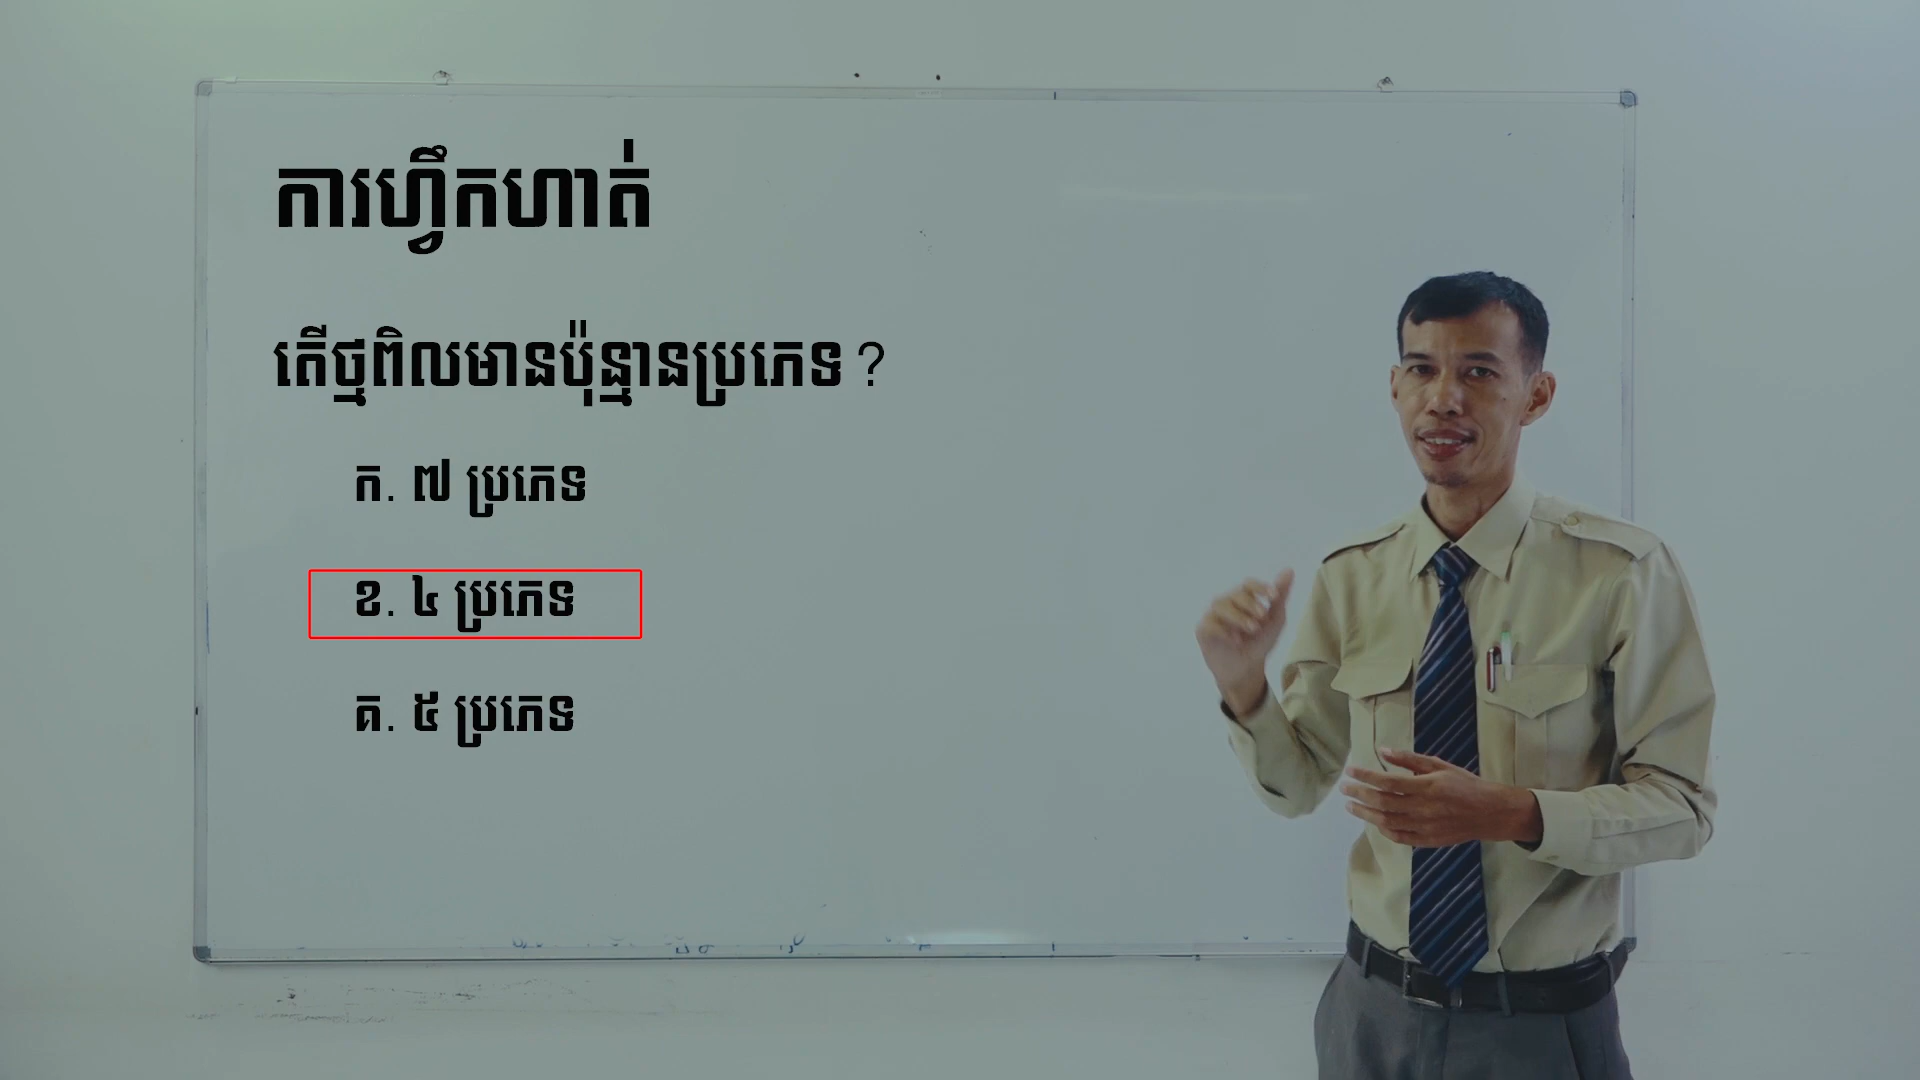 ការហ្វឹកហាត់
តើថ្មពិលមានប៉ុន្មានប្រភេទ ?
ក. ៧ ប្រភេទ
ខ. ៤ ប្រភេទ
គ. ៥ ប្រភេទ